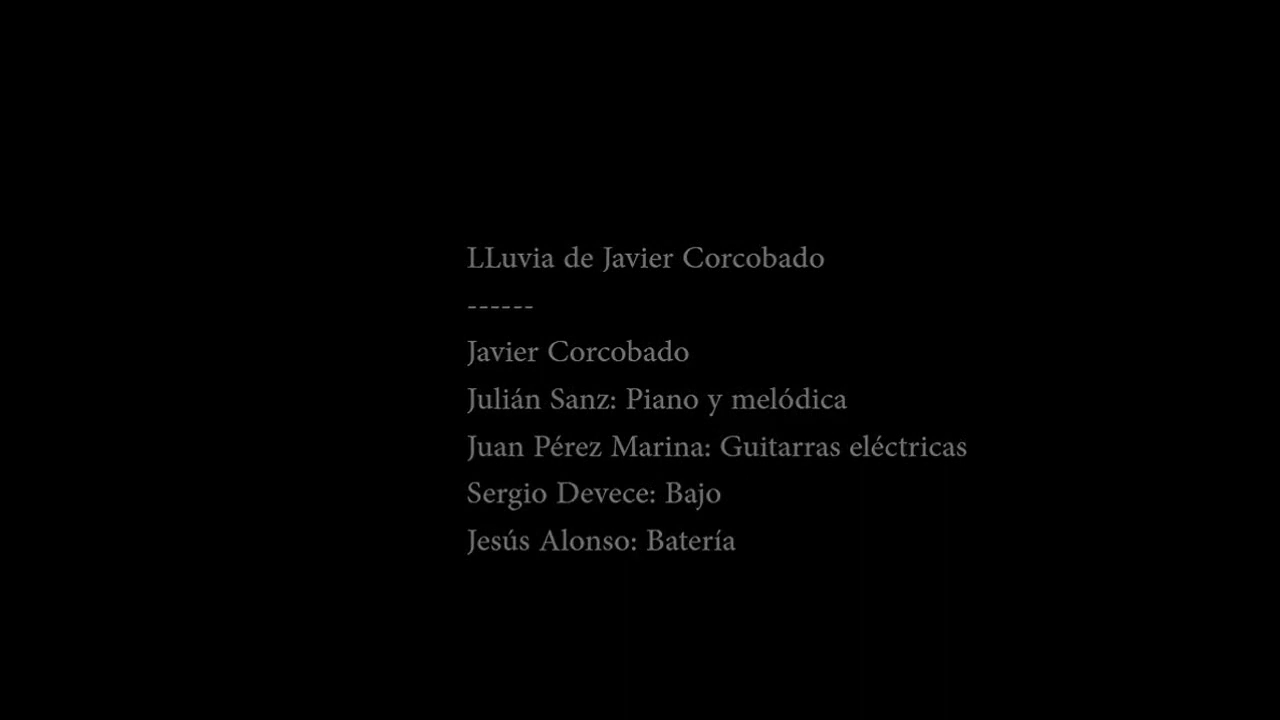 LLuvia de Javier Corcobado
------
Javier Corcobado
Julián Sanz: Piano y melódica
Juan Pérez Marina: Guitarras eléctricas
Sergio Devece: Bajo
Jesús Alonso: Batería